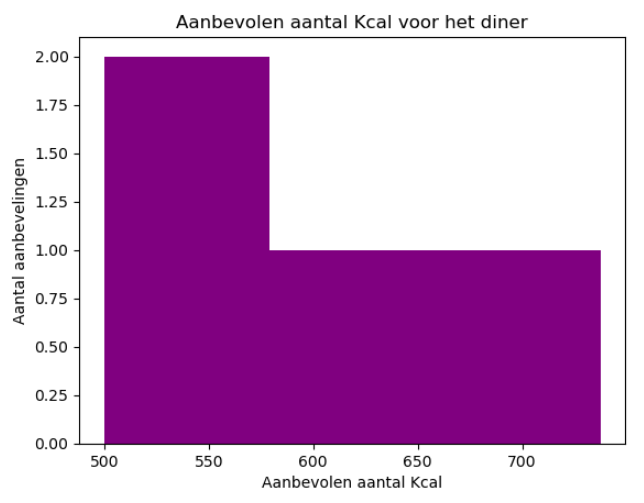 Aanbevolen aantal Kcal voor het diner
2.00
1.75
1.50
1.25
1.00
0.75
0.50
0.25
0.00
Aantal aanbevelingen
500 550 600 650 700
Aanbevolen aantal Kcal